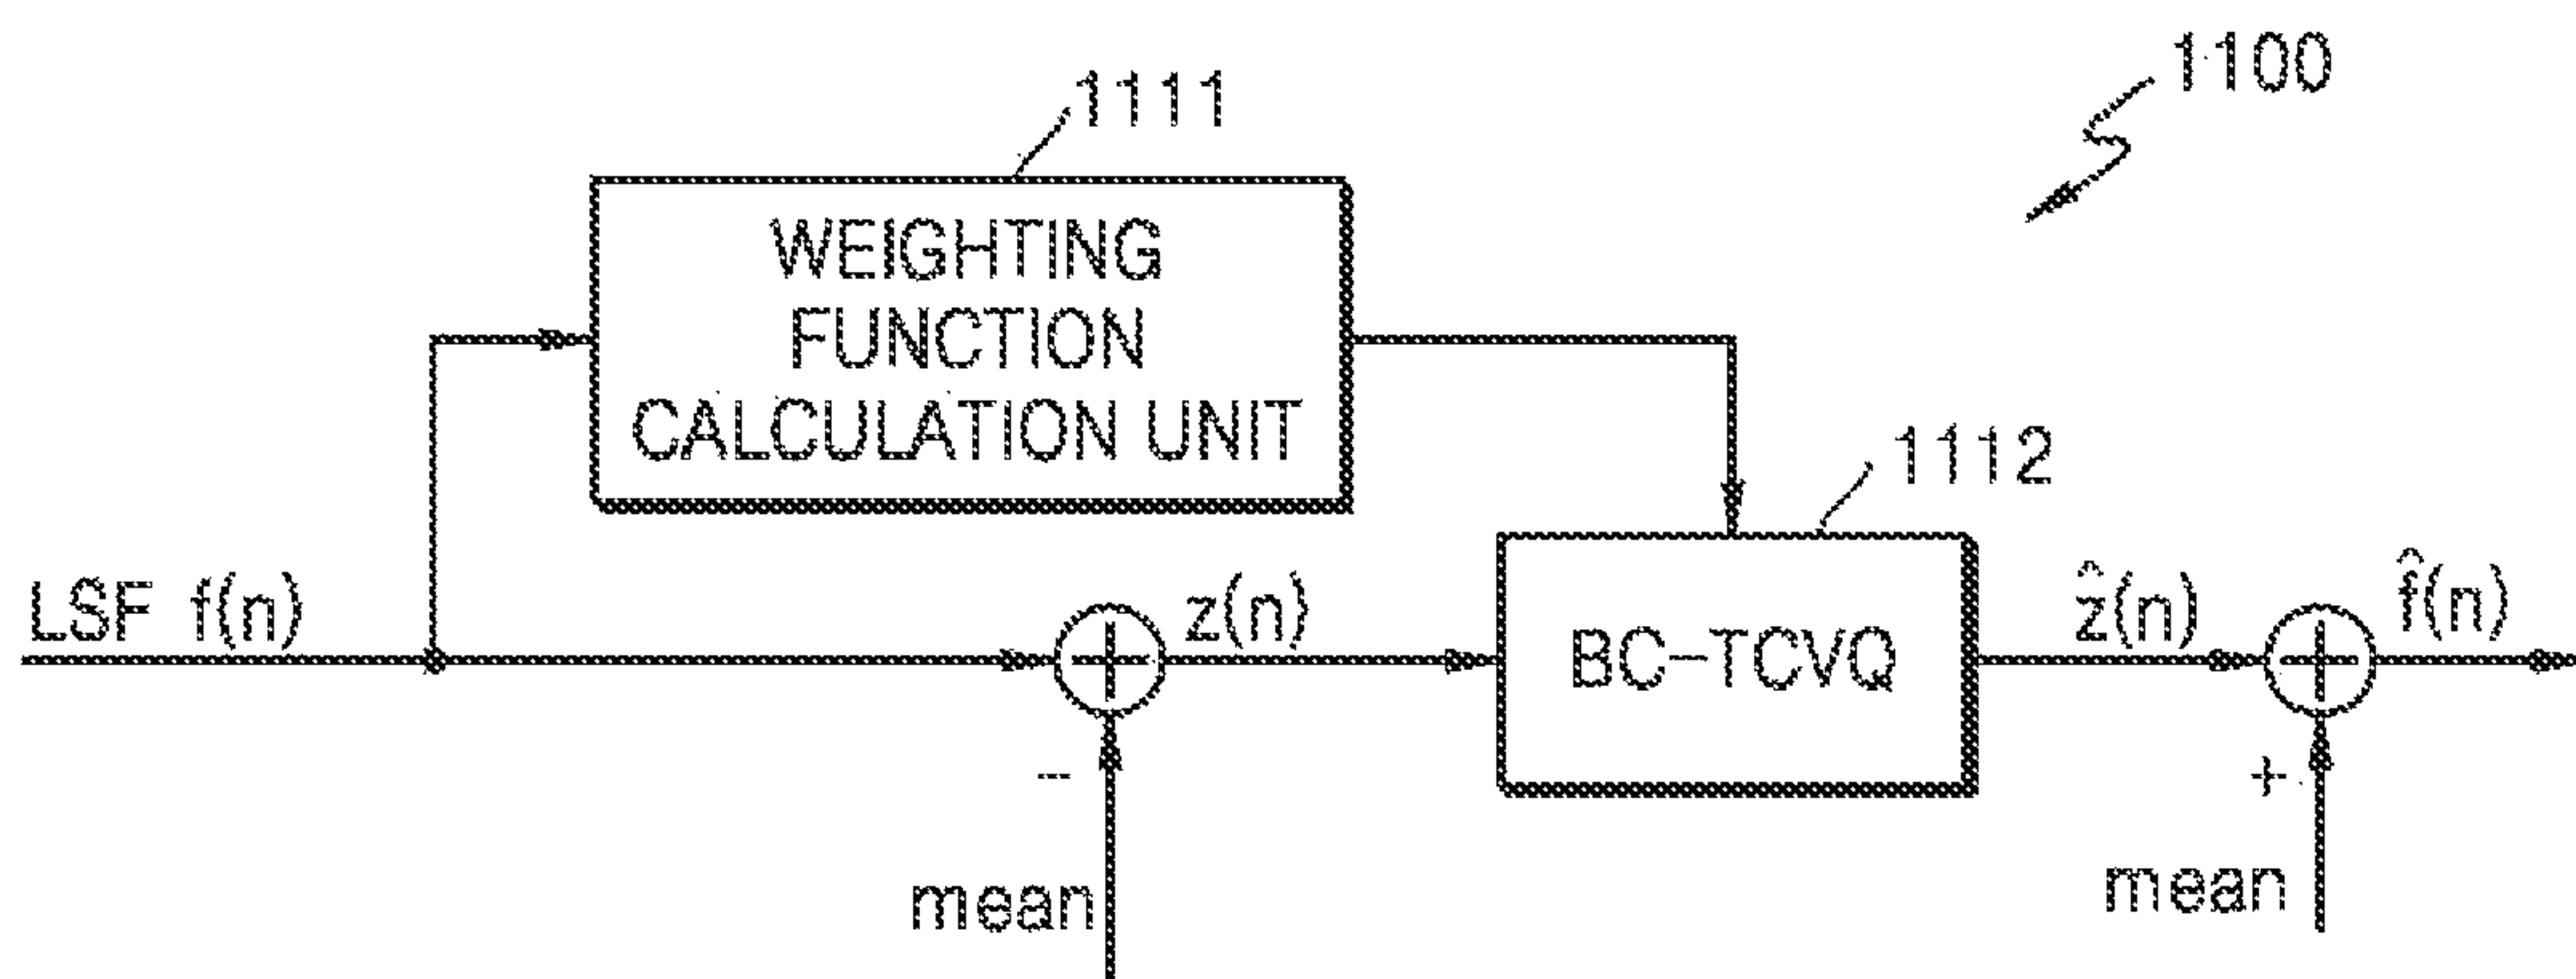 1100
1111
WEIGHTING
FUNCTION
CALCULATION UNIT
1112
LSF f(n)
z(n)
BC-TCVQ
ẑ(n)
f̂(n)
-
+
mean
mean